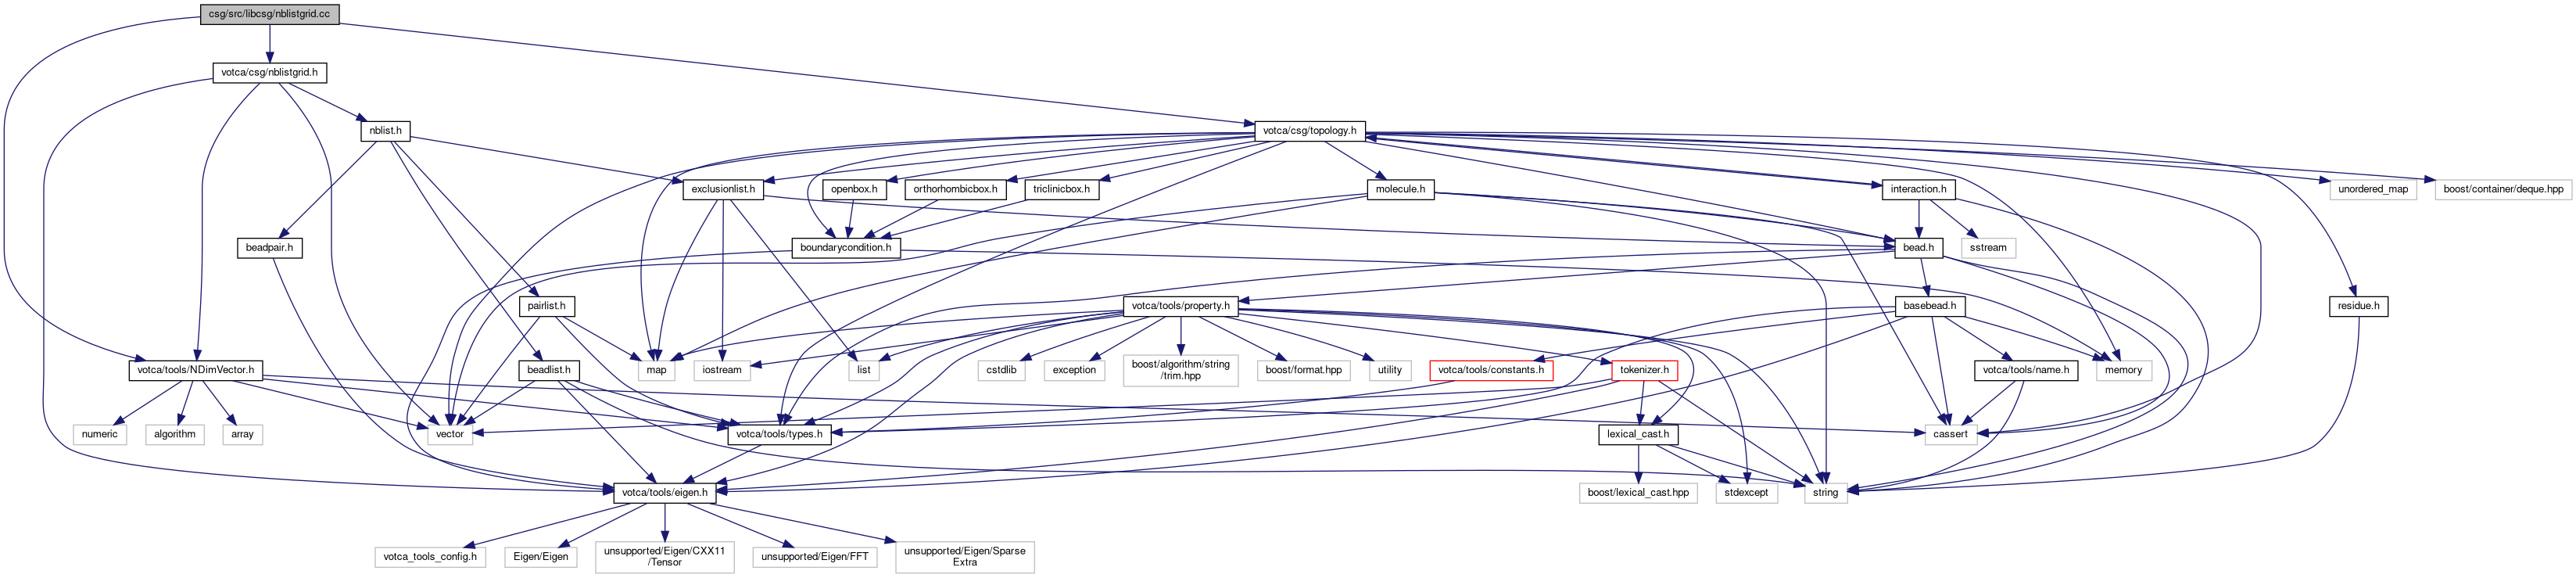 csg/src/libcsg/nblistgrid.cc
votca/csg/nblistgrid.h
nblist.h
votca/csg/topology.h
exclusionlist.h
openbox.h
orthorhombicbox.h
triclinicbox.h
molecule.h
interaction.h
unordered_map
boost/container/deque.hpp
beadpair.h
boundarycondition.h
bead.h
sstream
pairlist.h
votca/tools/property.h
basebead.h
residue.h
votca/tools/NDimVector.h
beadlist.h
map
iostream
list
cstdlib
exception
boost/algorithm/string
/trim.hpp
boost/format.hpp
utility
votca/tools/constants.h
tokenizer.h
votca/tools/name.h
memory
numeric
algorithm
array
vector
votca/tools/types.h
lexical_cast.h
cassert
votca/tools/eigen.h
boost/lexical_cast.hpp
stdexcept
string
votca_tools_config.h
Eigen/Eigen
unsupported/Eigen/CXX11
/Tensor
unsupported/Eigen/FFT
unsupported/Eigen/Sparse
Extra